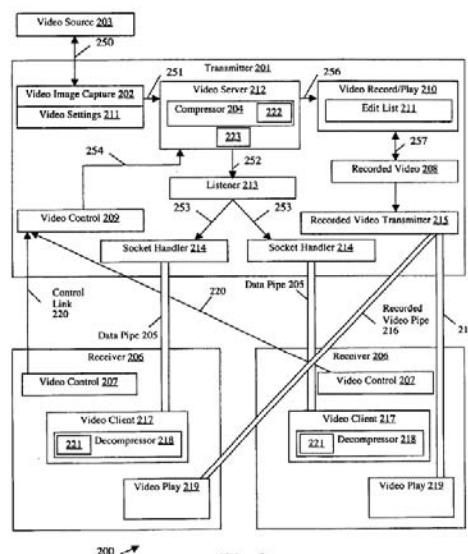 Video Source 203
250
Transmitter 201
Video Image Capture 202
Video Settings 211
251
Video Server 212
Compressor 204
222
223
256
Video Record/Play 210
Edit List 211
254
252
257
Listener 213
Recorded Video 208
253
253
Video Control 209
Recorded Video Transmitter 215
Socket Handler 214
Socket Handler 214
Control
Link
220
Data Pipe 205
220
Data Pipe 205
Recorded
Video Pipe
216
21
Receiver 206
Video Control 207
Video Client 217
221
Decompressor 218
Video Play 219
Receiver 206
Video Control 207
Video Client 217
221
Decompressor 218
Video Play 219
200